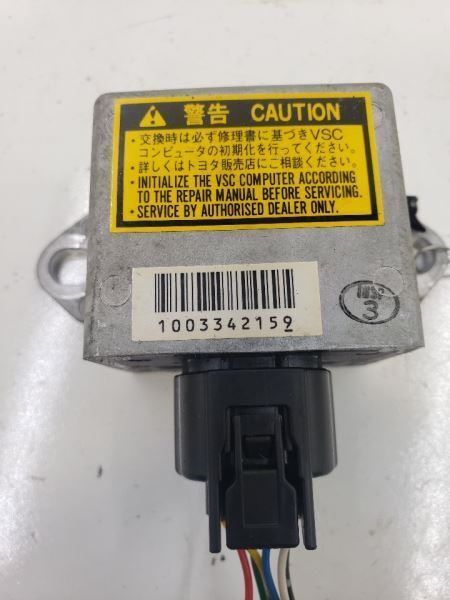 警告 CAUTION
・交換時は必ず修理書に基づきVSC
コンピュータの初期化を行ってください。
・詳しくはトヨタ販売店にご相談ください。
・INITIALIZE THE VSC COMPUTER ACCORDING
TO THE REPAIR MANUAL BEFORE SERVICING.
・SERVICE BY AUTHORISED DEALER ONLY.
1003342159
3